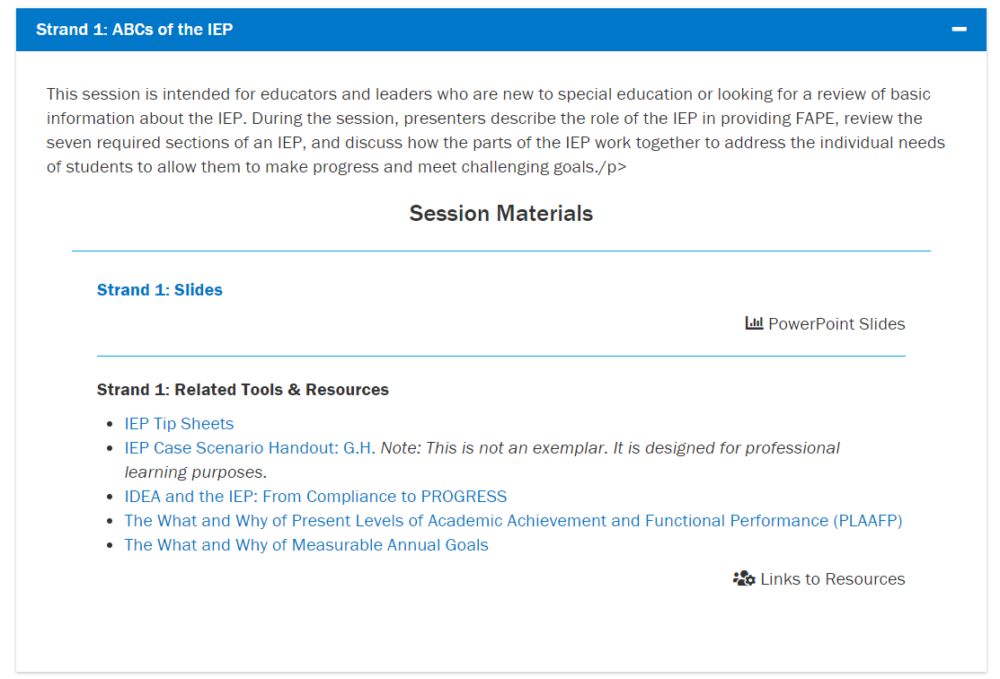 Strand 1: ABCs of the IEP
This session is intended for educators and leaders who are new to special education or looking for a review of basic
information about the IEP. During the session, presenters describe the role of the IEP in providing FAPE, review the
seven required sections of an IEP, and discuss how the parts of the IEP work together to address the individual needs
of students to allow them to make progress and meet challenging goals./p>
Session Materials
Strand 1: Slides
PowerPoint Slides
Strand 1: Related Tools & Resources
• IEP Tip Sheets
• IEP Case Scenario Handout: G.H. Note: This is not an exemplar. It is designed for professional
learning purposes.
• IDEA and the IEP: From Compliance to PROGRESS
• The What and Why of Present Levels of Academic Achievement and Functional Performance (PLAAFP)
• The What and Why of Measurable Annual Goals
Links to Resources